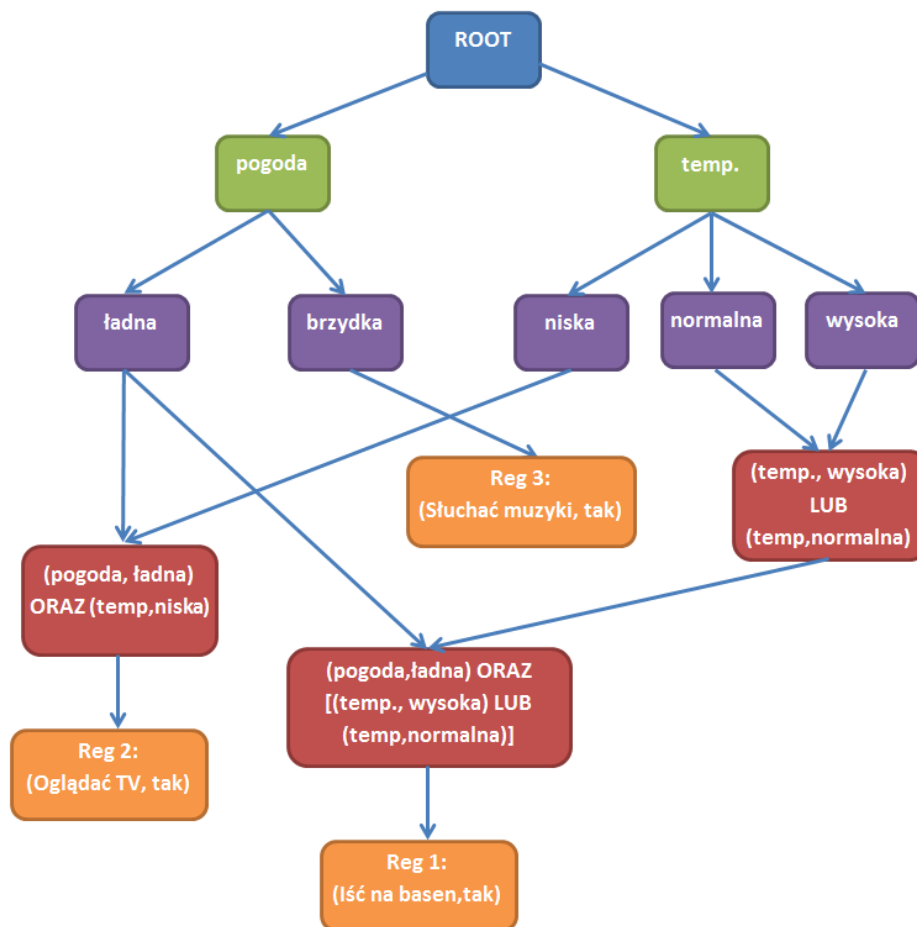 ROOT
pogoda
temp.
ładna
brzydka
niska
normalna
wysoka
Reg 3:
(Słuchać muzyki, tak)
(temp., wysoka)
LUB
(temp,normalna)
(pogoda, ładna)
ORAZ (temp,niska)
(pogoda,ładna) ORAZ
[(temp., wysoka) LUB
(temp,normalna)]
Reg 2:
(Oglądać TV, tak)
Reg 1:
(Iść na basen,tak)